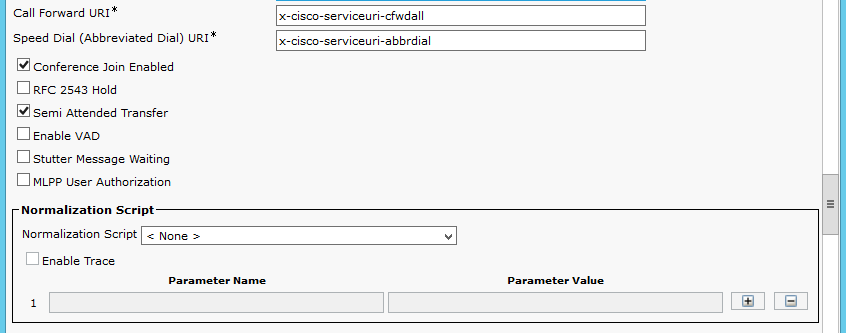 Call Forward URI* x-cisco-serviceuri-cfwdall
Speed Dial (Abbreviated Dial) URI* x-cisco-serviceuri-abbrdial
Conference Join Enabled
RFC 2543 Hold
Semi Attended Transfer
Enable VAD
Stutter Message Waiting
MLPP User Authorization
Normalization Script
Normalization Script < None >
Enable Trace
Parameter Name Parameter Value
1